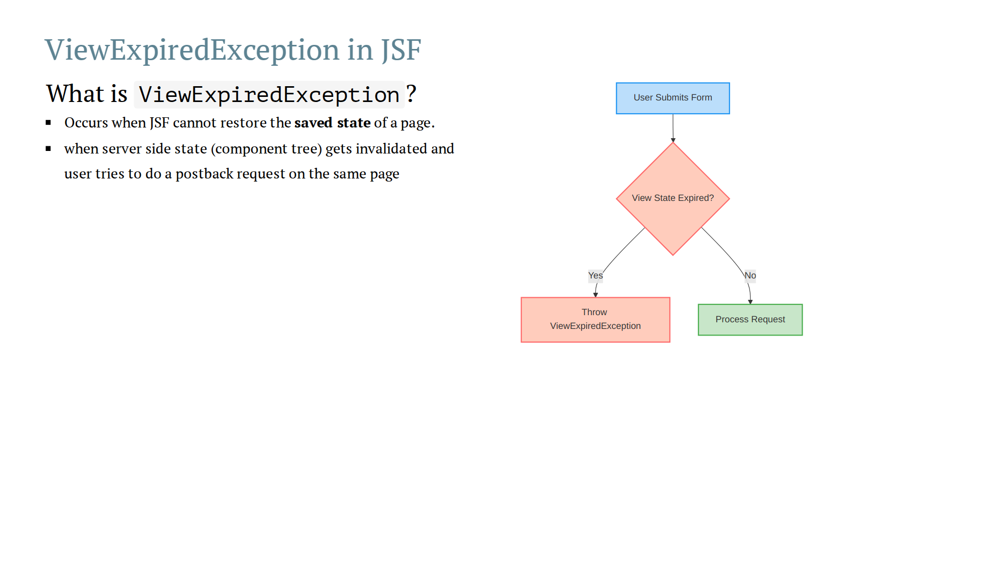 ViewExpiredException in JSF
What is ViewExpiredException?
▪ Occurs when JSF cannot restore the saved state of a page.
▪ when server side state (component tree) gets invalidated and
user tries to do a postback request on the same page
User Submits Form
View State Expired?
Yes
No
Throw
ViewExpiredException
Process Request